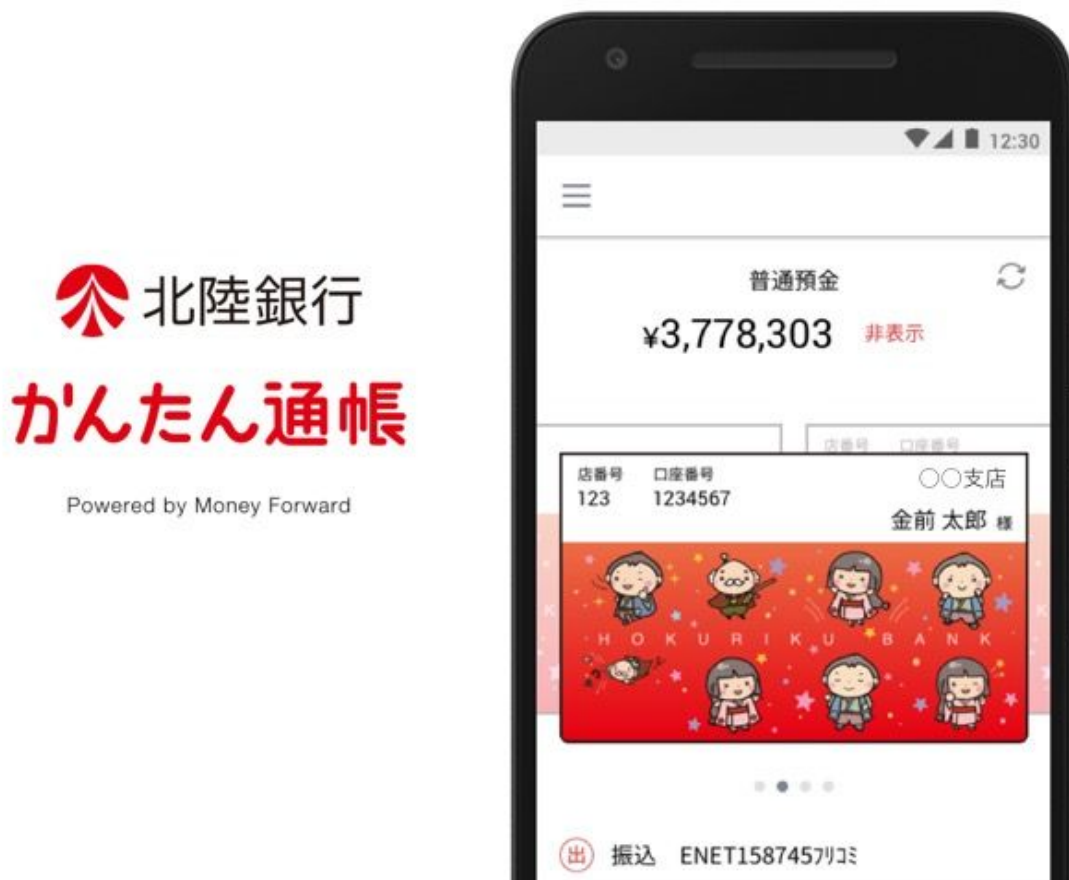 北陸銀行
かんたん通帳
Powered by Money Forward
12:30
普通預金
¥3,778,303 非表示
店番号 口座番号
店番号 口座番号 ○○支店
123 1234567
金前 太郎 様
HOKURIKU BANK
出 振込 ENET158745ﾌﾘｺﾐ